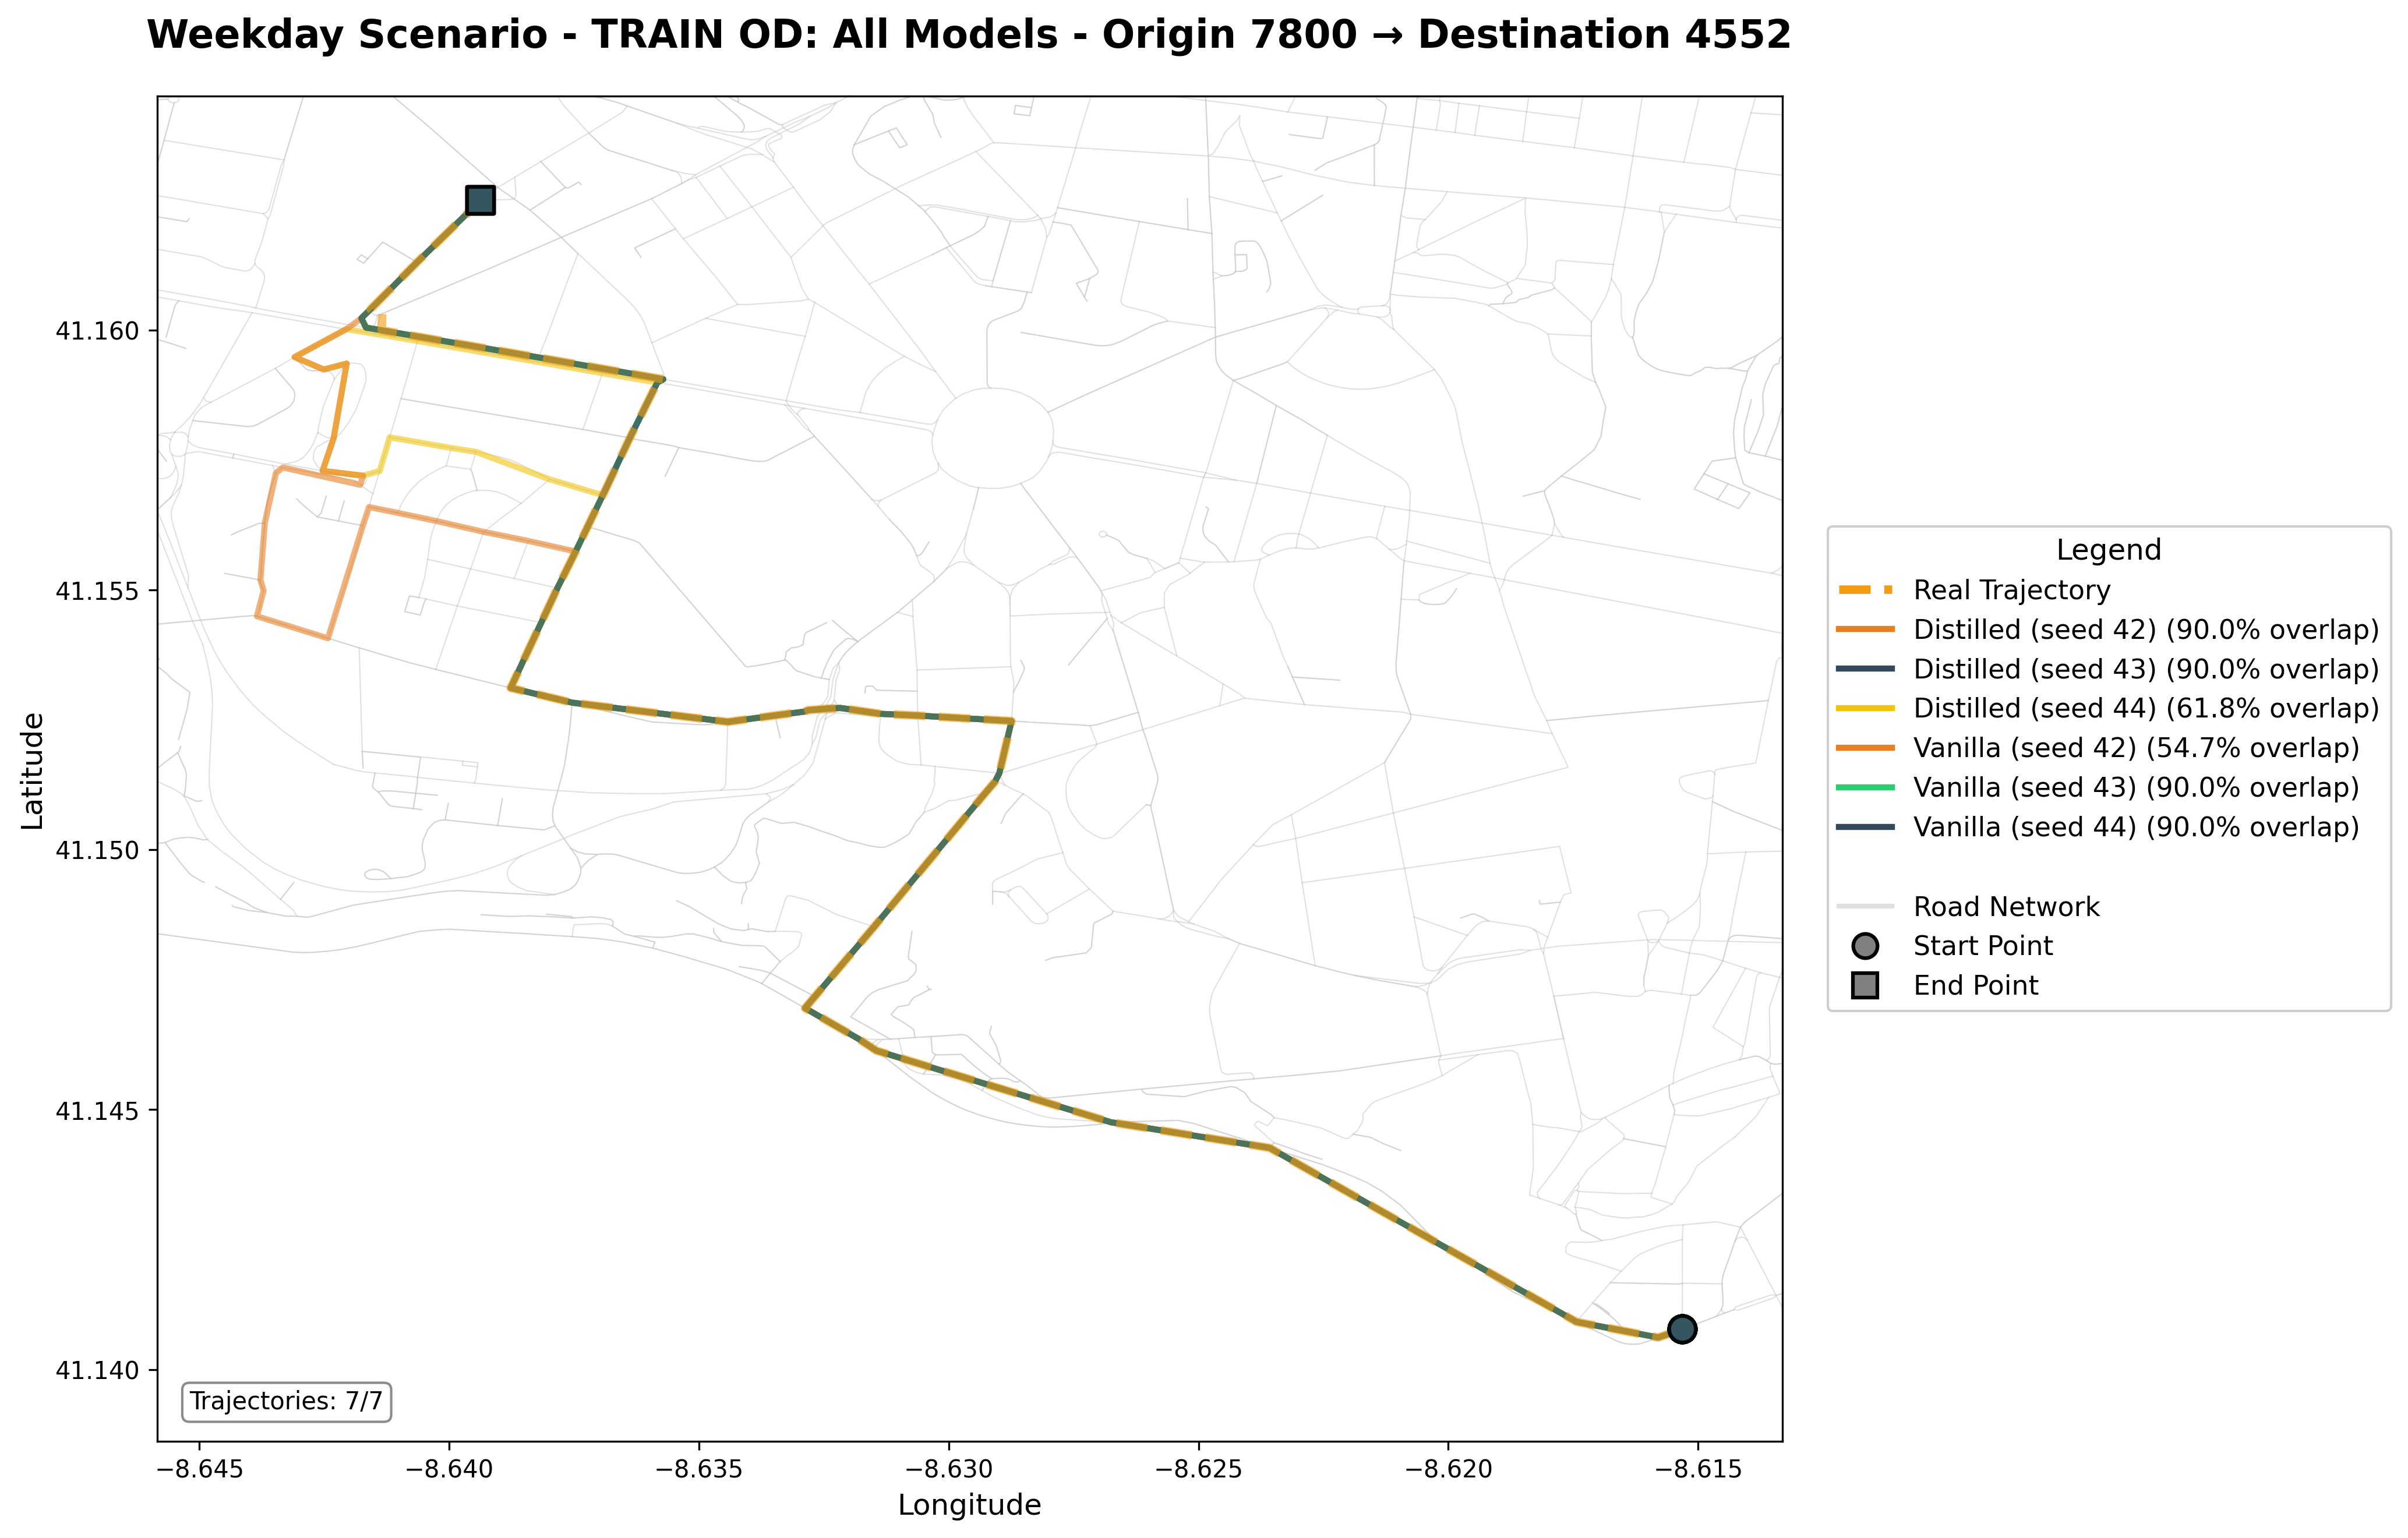 Weekday Scenario - TRAIN OD: All Models - Origin 7800 → Destination 4552
41.160
41.155
41.150
41.145
41.140
Latitude
−8.645
−8.640
−8.635
−8.630
−8.625
−8.620
−8.615
Longitude
Trajectories: 7/7
Legend
Real Trajectory
Distilled (seed 42) (90.0% overlap)
Distilled (seed 43) (90.0% overlap)
Distilled (seed 44) (61.8% overlap)
Vanilla (seed 42) (54.7% overlap)
Vanilla (seed 43) (90.0% overlap)
Vanilla (seed 44) (90.0% overlap)
Road Network
Start Point
End Point